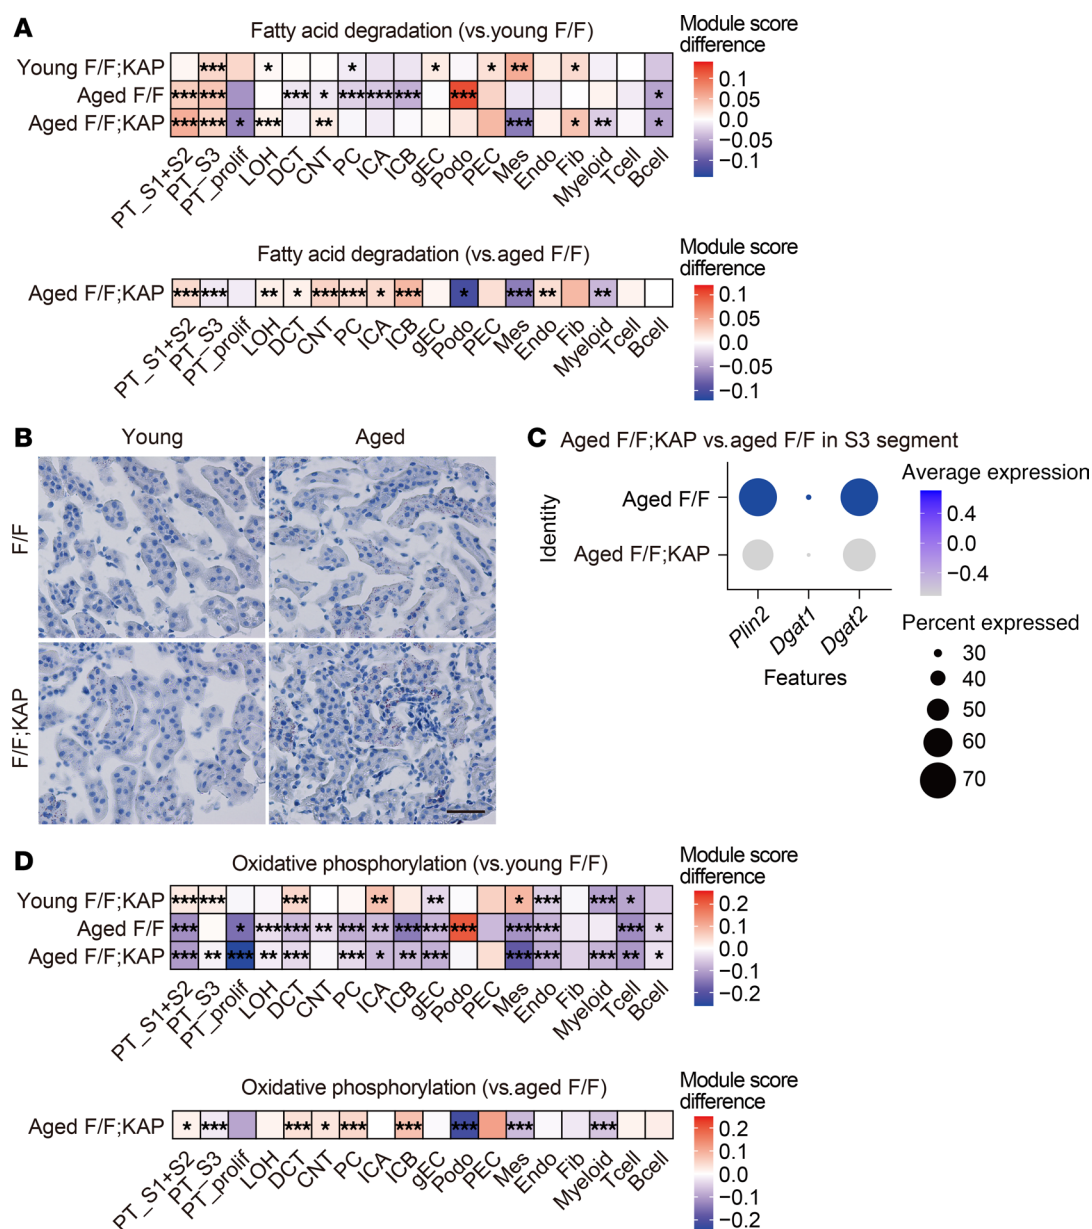 A
Fatty acid degradation (vs.young F/F)
Module score
difference
Young F/F;KAP *** * * * * ** *
Aged F/F *** *** *** * *** *** *** *** *
Aged F/F;KAP *** *** * *** ** *** * ** *
0.1
0.05
0.0
−0.05
−0.1
PT_S1+S2 PT_S3 PT_prolif LOH DCT CNT PC ICA ICB gEC Podo PEC Mes Endo Fib Myeloid Tcell Bcell
Fatty acid degradation (vs.aged F/F)
Module score
difference
Aged F/F;KAP *** *** ** * *** *** * *** * *** ** **
0.1
0.05
0.0
−0.05
−0.1
PT_S1+S2 PT_S3 PT_prolif LOH DCT CNT PC ICA ICB gEC Podo PEC Mes Endo Fib Myeloid Tcell Bcell
B
Young Aged
F/F
F/F;KAP
C
Aged F/F;KAP vs.aged F/F in S3 segment
Identity
Aged F/F
Aged F/F;KAP
Plin2 Dgat1 Dgat2
Features
Average expression
0.4
0.0
−0.4
Percent expressed
30
40
50
60
70
D
Oxidative phosphorylation (vs.young F/F)
Module score
difference
Young F/F;KAP *** *** *** ** ** * *** *** *
Aged F/F *** * *** *** ** *** ** *** *** *** *** *** *** *
Aged F/F;KAP *** ** *** ** *** *** * ** *** *** *** *** ** *
0.2
0.1
0.0
−0.1
−0.2
PT_S1+S2 PT_S3 PT_prolif LOH DCT CNT PC ICA ICB gEC Podo PEC Mes Endo Fib Myeloid Tcell Bcell
Oxidative phosphorylation (vs.aged F/F)
Module score
difference
Aged F/F;KAP * *** *** * *** *** *** *** ***
0.2
0.1
0.0
−0.1
−0.2
PT_S1+S2 PT_S3 PT_prolif LOH DCT CNT PC ICA ICB gEC Podo PEC Mes Endo Fib Myeloid Tcell Bcell